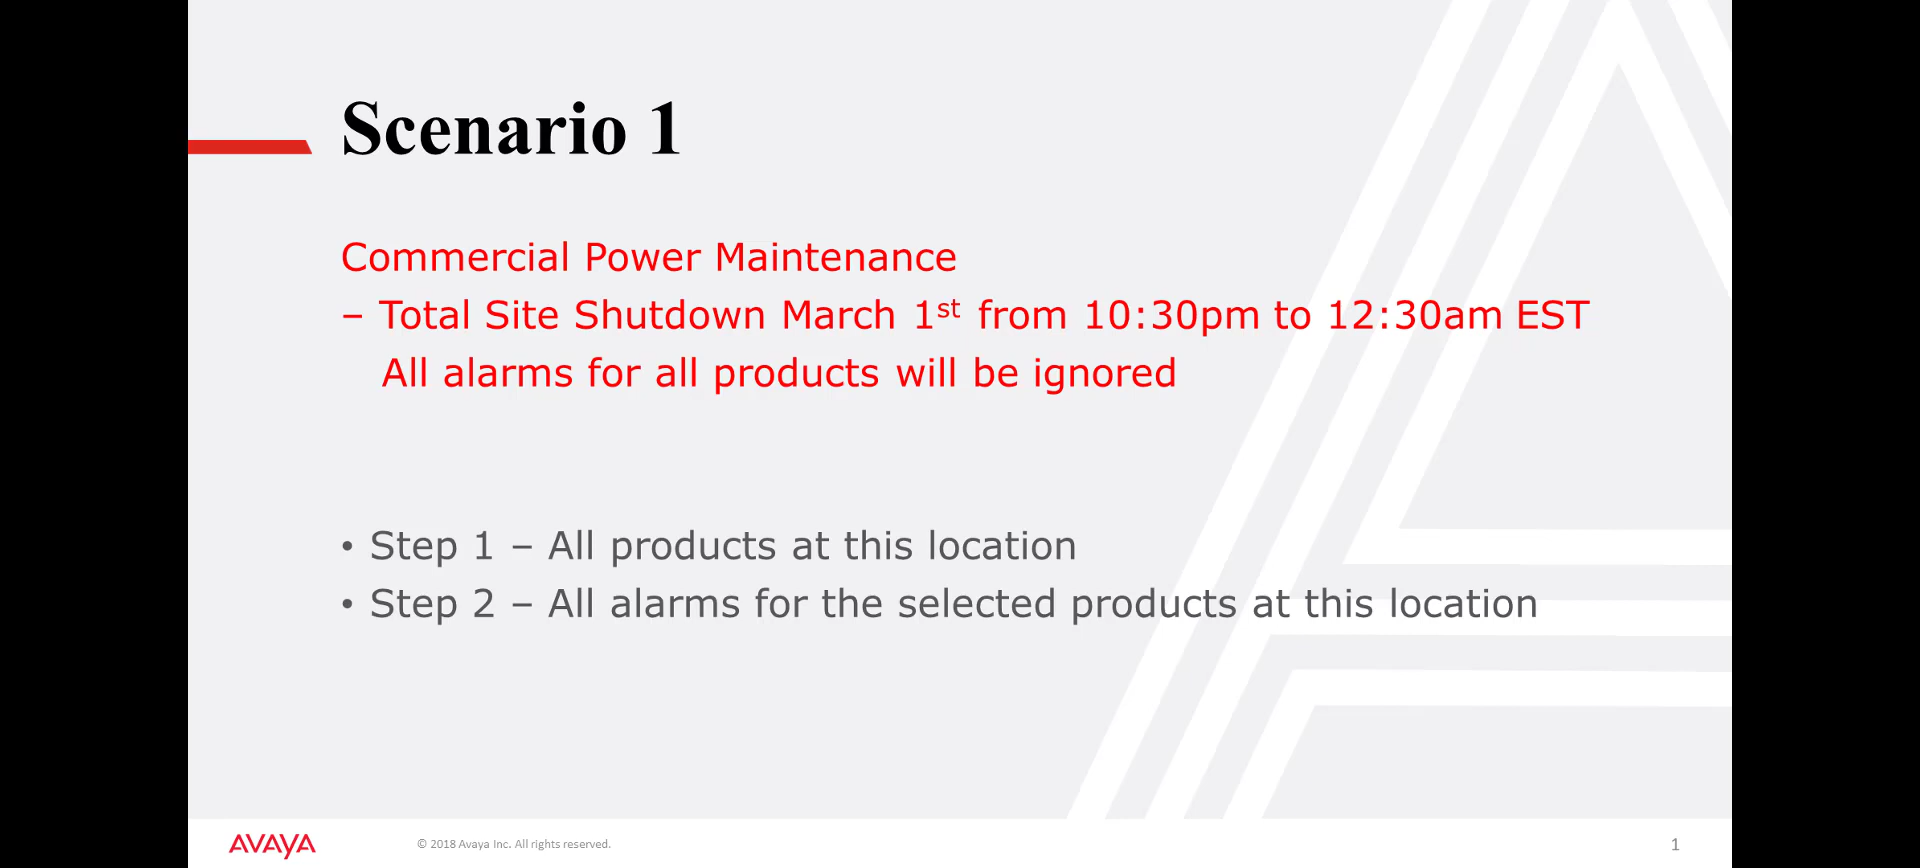 Scenario 1
Commercial Power Maintenance
– Total Site Shutdown March 1st from 10:30pm to 12:30am EST
All alarms for all products will be ignored
• Step 1 – All products at this location
• Step 2 – All alarms for the selected products at this location
AVAYA
© 2018 Avaya Inc. All rights reserved.
1